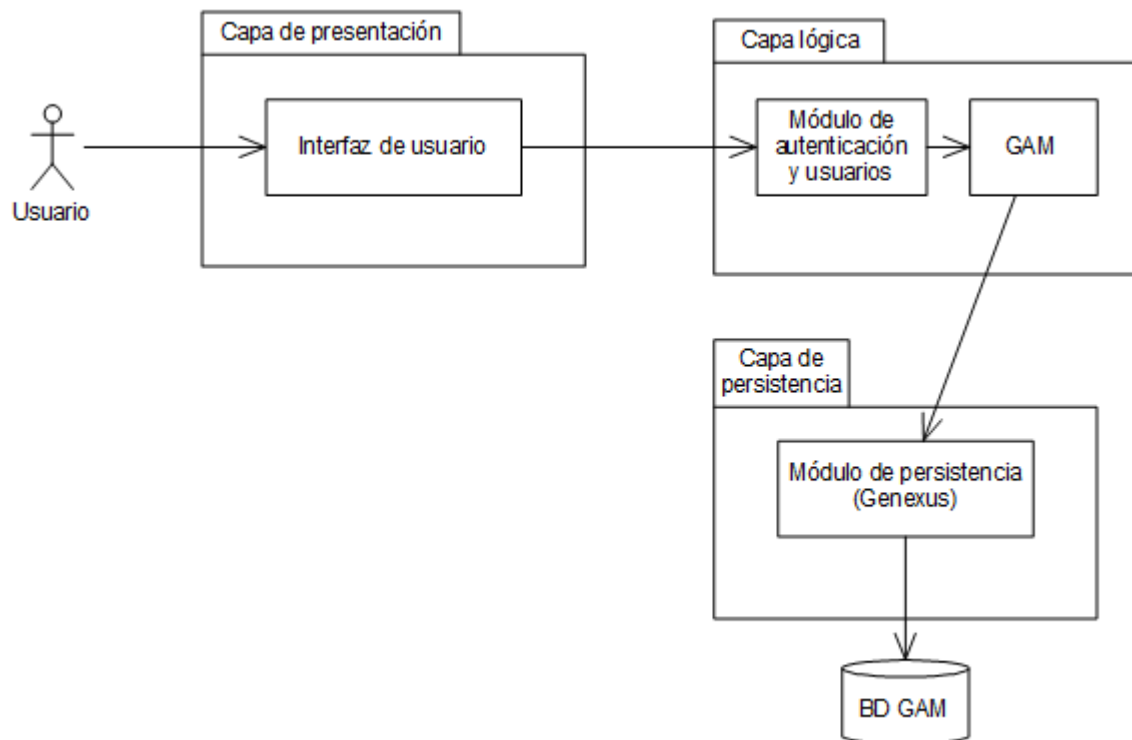 Capa de presentación
Capa lógica
Usuario
Interfaz de usuario
Módulo de
autenticación
y usuarios
GAM
Capa de
persistencia
Módulo de persistencia
(Genexus)
BD GAM